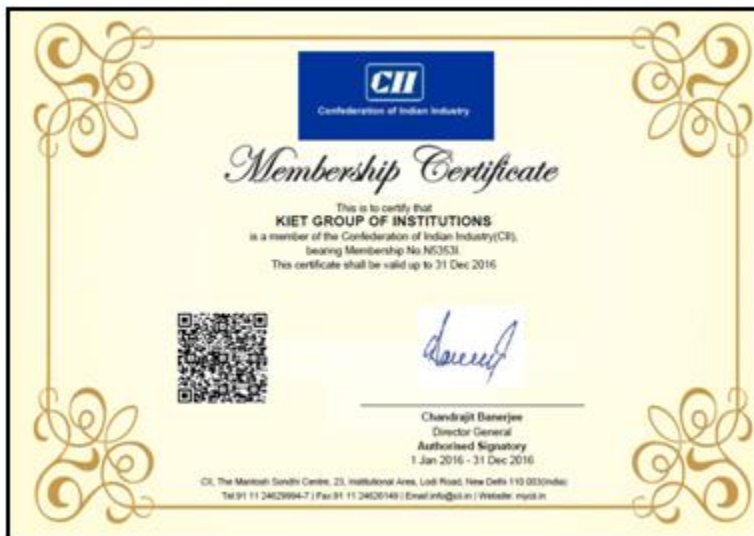 CII
Confederation of Indian Industry
Membership Certificate
This is to certify that
KIET GROUP OF INSTITUTIONS
is a member of the Confederation of Indian Industry(CII),
bearing Membership No.N5353I.
This certificate shall be valid up to 31 Dec 2016
Chandrajit Banerjee
Director General
Authorised Signatory
1 Jan 2016 - 31 Dec 2016
CII, The Mantosh Sondhi Centre, 23, Institutional Area, Lodi Road, New Delhi 110 003(India)
Tel:91 11 24629994-7 | Fax:91 11 24626149 | Email:info@cii.in | Website: mycii.in